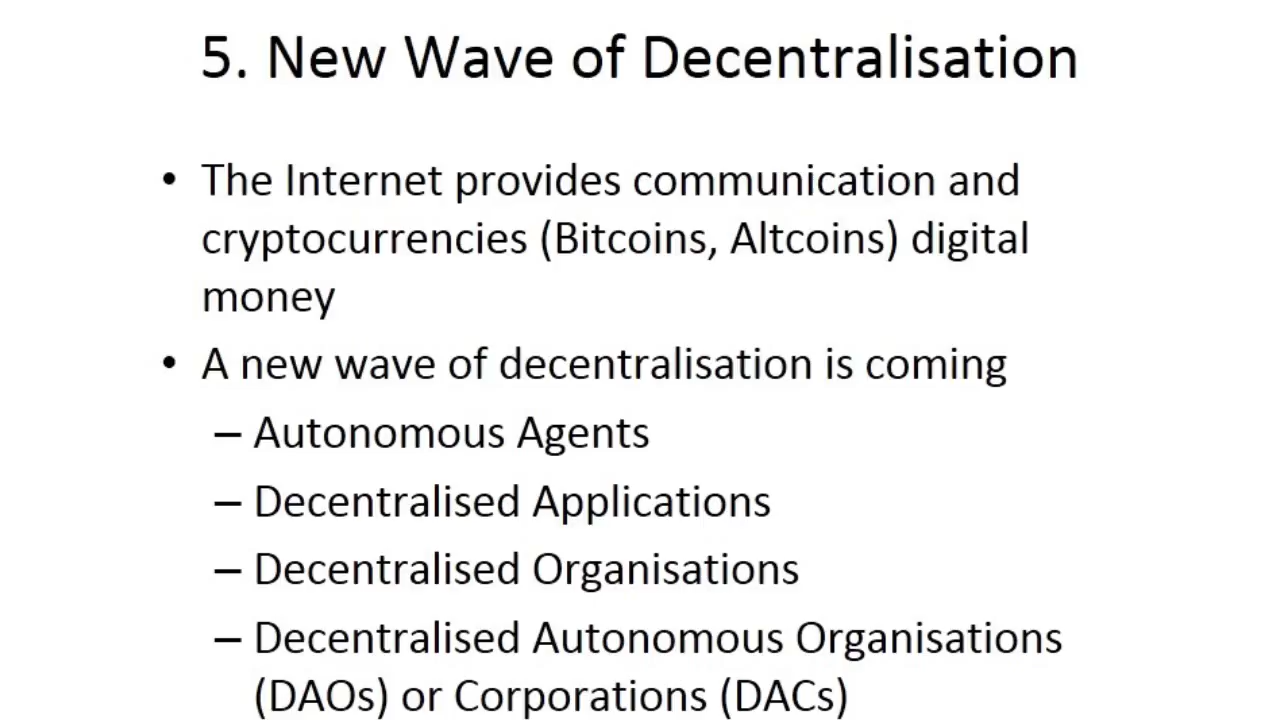 5. New Wave of Decentralisation
• The Internet provides communication and
cryptocurrencies (Bitcoins, Altcoins) digital
money
• A new wave of decentralisation is coming
– Autonomous Agents
– Decentralised Applications
– Decentralised Organisations
– Decentralised Autonomous Organisations
(DAOs) or Corporations (DACs)